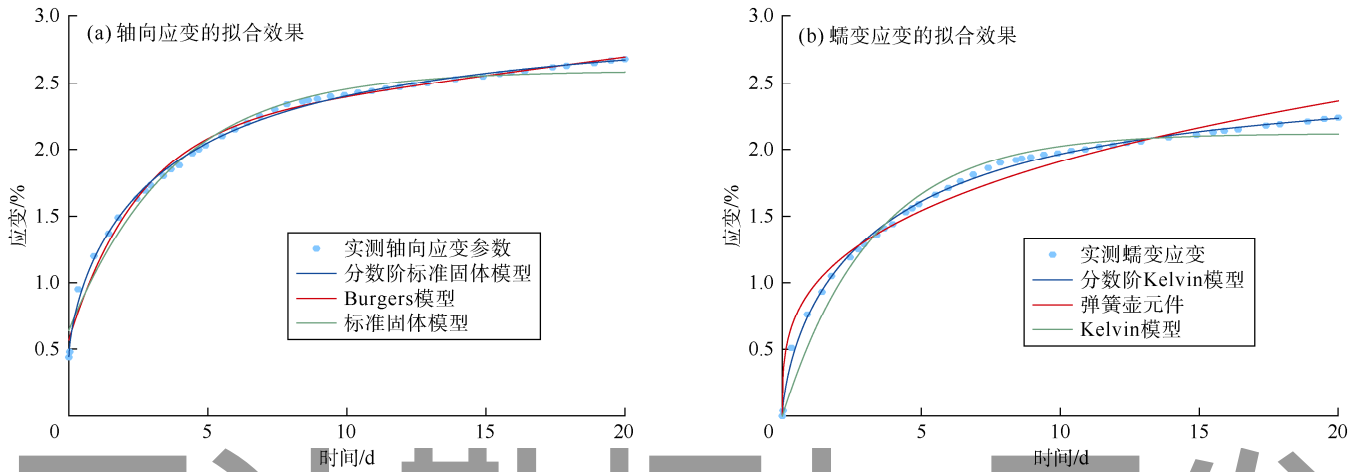 (a) 轴向应变的拟合效果
3.0
2.5
2.0
1.5
1.0
0.5
应变/%
实测轴向应变参数
分数阶标准固体模型
Burgers模型
标准固体模型
0
5
10
15
20
时间/d
(b) 蠕变应变的拟合效果
3.0
2.5
2.0
1.5
1.0
0.5
应变/%
实测蠕变应变
分数阶Kelvin模型
弹簧壶元件
Kelvin模型
0
5
10
15
20
时间/d